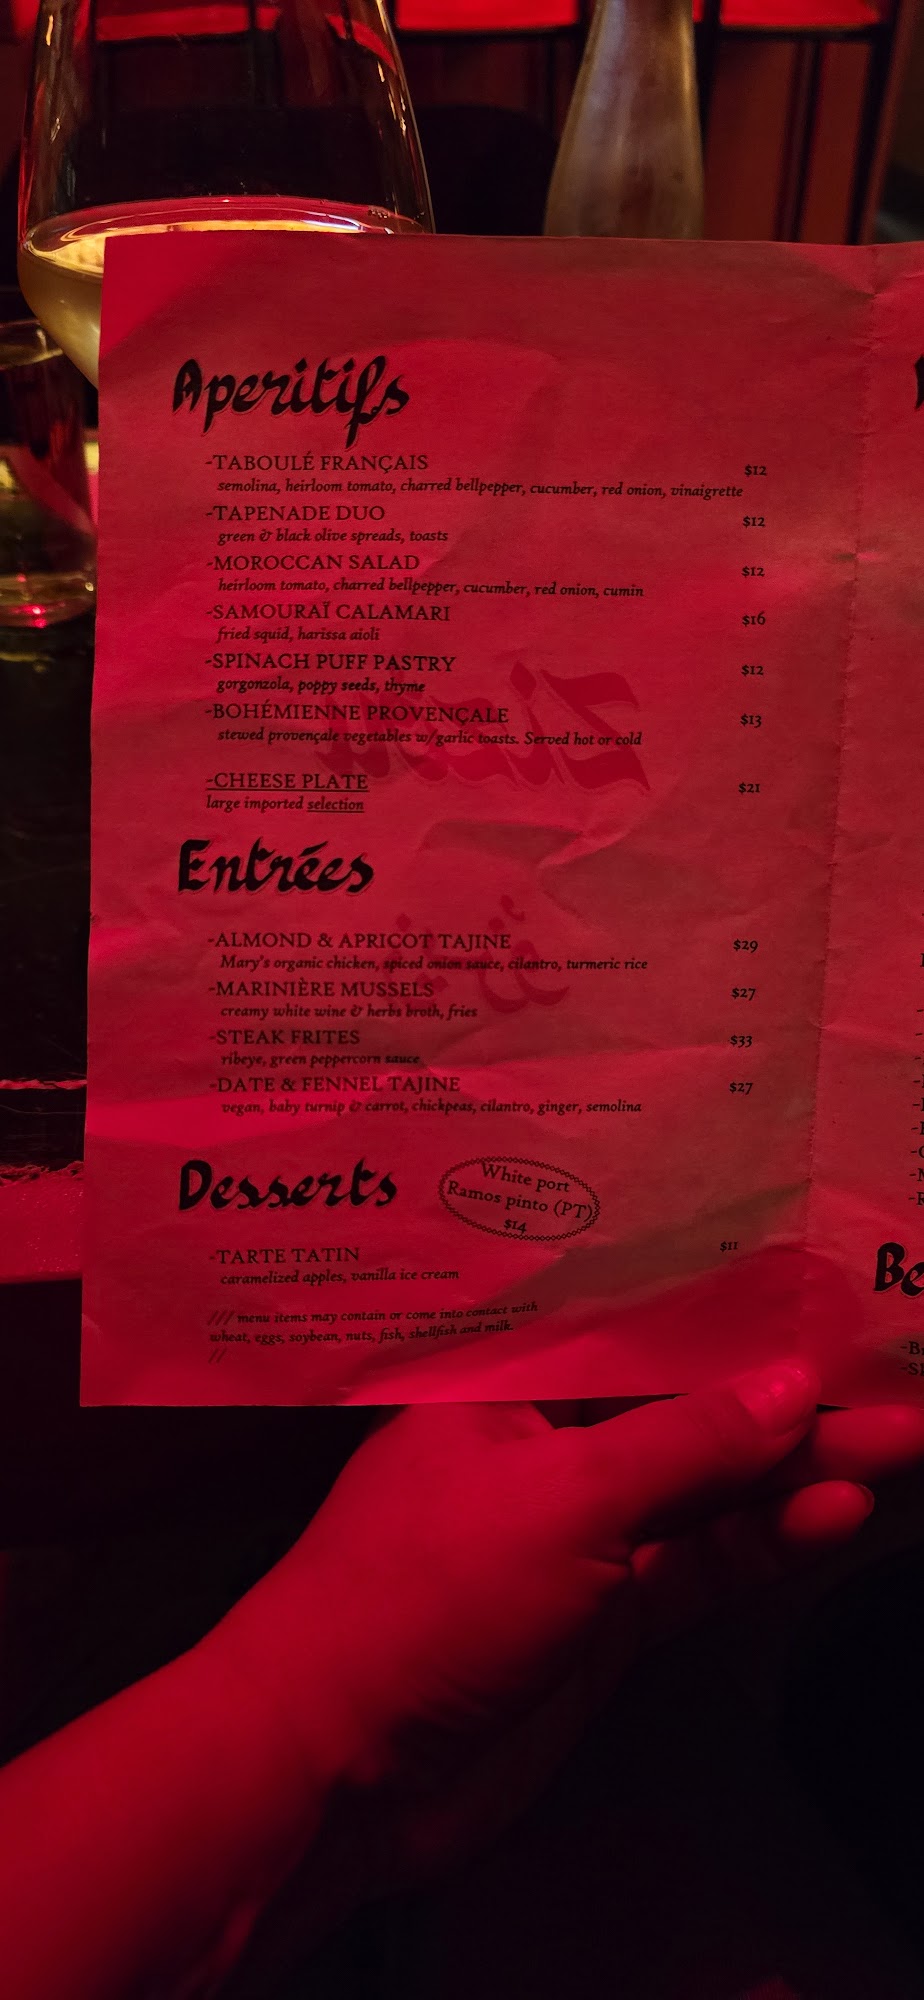 Aperitifs
-TABOULÉ FRANÇAIS $12
semolina, heirloom tomato, charred bellpepper, cucumber, red onion, vinaigrette
-TAPENADE DUO $12
green & black olive spreads, toasts
-MOROCCAN SALAD $12
heirloom tomato, charred bellpepper, cucumber, red onion, cumin
-SAMOURAÏ CALAMARI $16
fried squid, harissa aioli
-SPINACH PUFF PASTRY $12
gorgonzola, poppy seeds, thyme
-BOHÉMIENNE PROVENÇALE $13
stewed provençale vegetables w/garlic toasts. Served hot or cold
-CHEESE PLATE $21
large imported selection
Entrées
-ALMOND & APRICOT TAJINE $29
Mary's organic chicken, spiced onion sauce, cilantro, turmeric rice
-MARINIÈRE MUSSELS $27
creamy white wine & herbs broth, fries
-STEAK FRITES $33
ribeye, green peppercorn sauce
-DATE & FENNEL TAJINE $27
vegan, baby turnip & carrot, chickpeas, cilantro, ginger, semolina
Desserts
White port
Ramos pinto (PT)
$14
-TARTE TATIN $11
caramelized apples, vanilla ice cream
/// menu items may contain or come into contact with
wheat, eggs, soybean, nuts, fish, shellfish and milk.
//